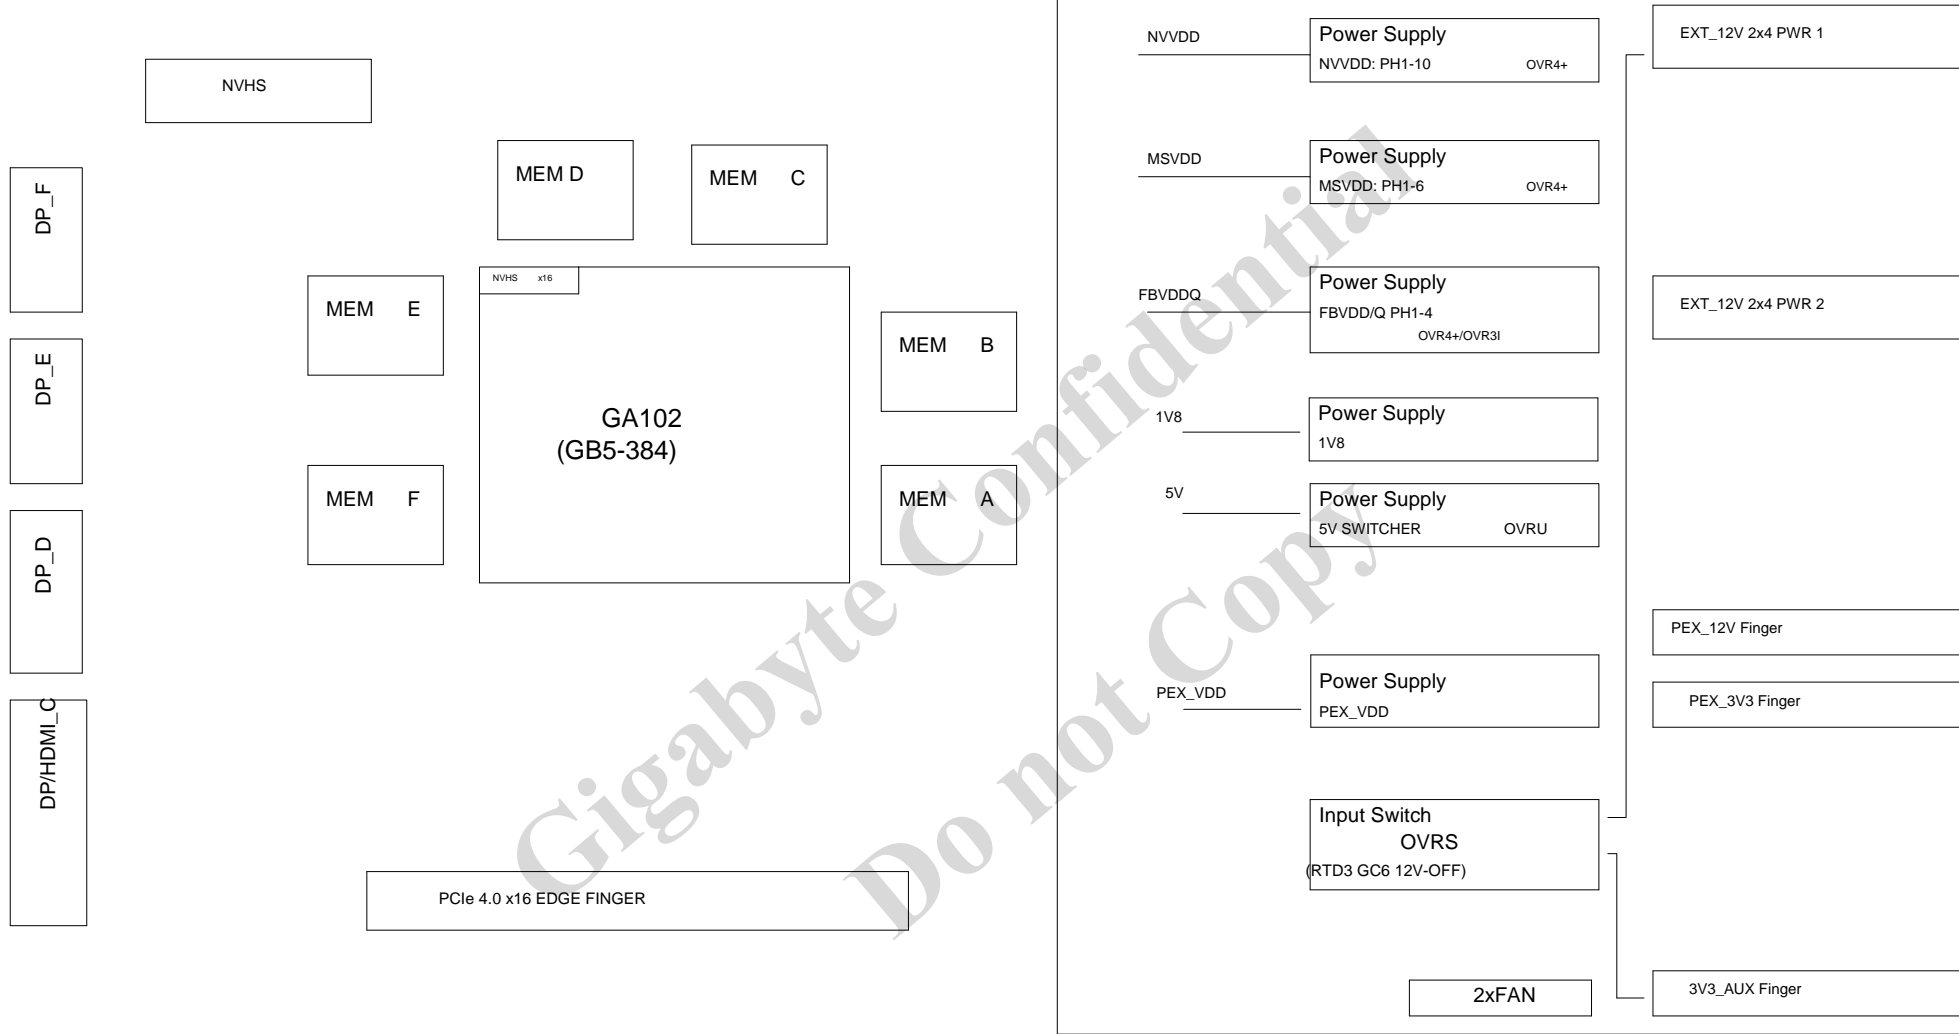 NVHS
DP_F
DP_E
DP_D
DP/HDMI_C
MEM D
MEM C
MEM E
NVHS x16
MEM B
GA102
(GB5-384)
MEM F
MEM A
PCIe 4.0 x16 EDGE FINGER
NVVDD
Power Supply
NVVDD: PH1-10 OVR4+
MSVDD
Power Supply
MSVDD: PH1-6 OVR4+
FBVDDQ
Power Supply
FBVDD/Q PH1-4
OVR4+/OVR3I
1V8
Power Supply
1V8
5V
Power Supply
5V SWITCHER OVRU
PEX_VDD
Power Supply
PEX_VDD
Input Switch
OVRS
(RTD3 GC6 12V-OFF)
2xFAN
EXT_12V 2x4 PWR 1
EXT_12V 2x4 PWR 2
PEX_12V Finger
PEX_3V3 Finger
3V3_AUX Finger
Gigabyte Confidential
Do not Copy